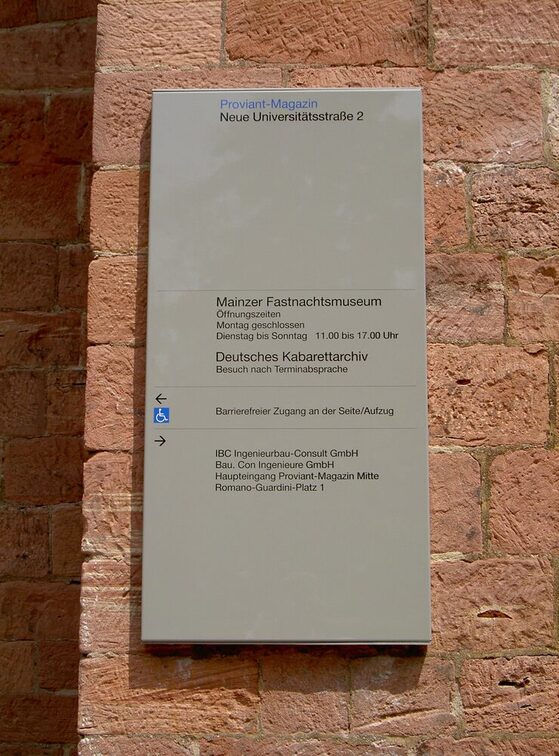 Proviant-Magazin
Neue Universitätsstraße 2
Mainzer Fastnachtsmuseum
Öffnungszeiten
Montag geschlossen
Dienstag bis Sonntag 11.00 bis 17.00 Uhr
Deutsches Kabarettarchiv
Besuch nach Terminabsprache
←
Barrierefreier Zugang an der Seite/Aufzug
→
IBC Ingenieurbau-Consult GmbH
Bau. Con Ingenieure GmbH
Haupteingang Proviant-Magazin Mitte
Romano-Guardini-Platz 1